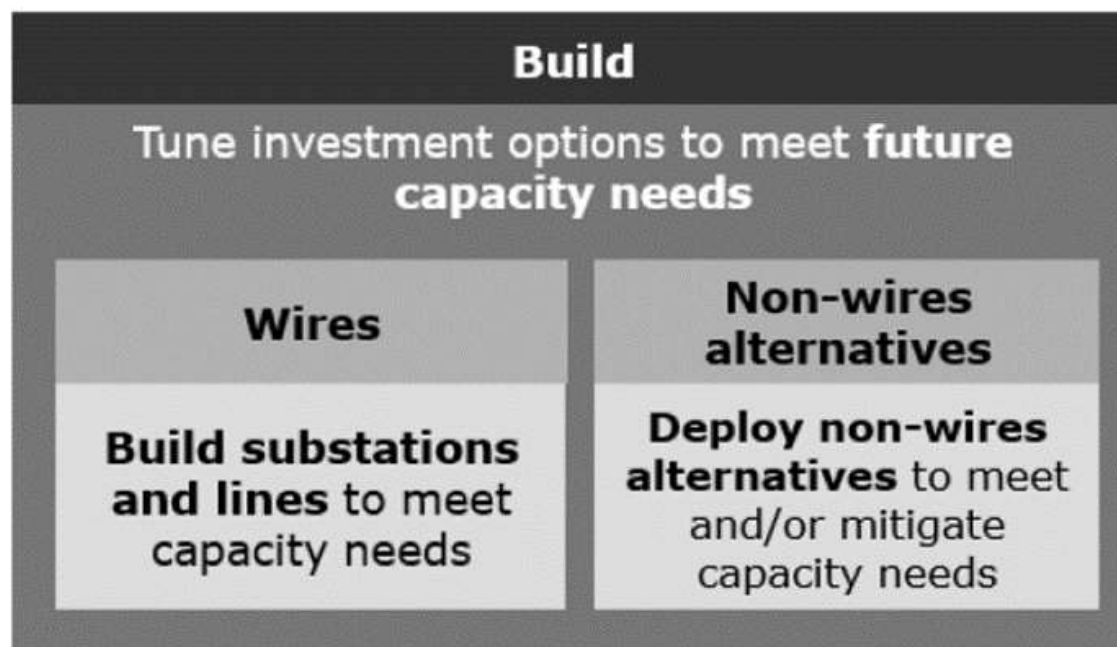 Build
Tune investment options to meet future
capacity needs
Wires
Build substations
and lines to meet
capacity needs
Non-wires
alternatives
Deploy non-wires
alternatives to meet
and/or mitigate
capacity needs